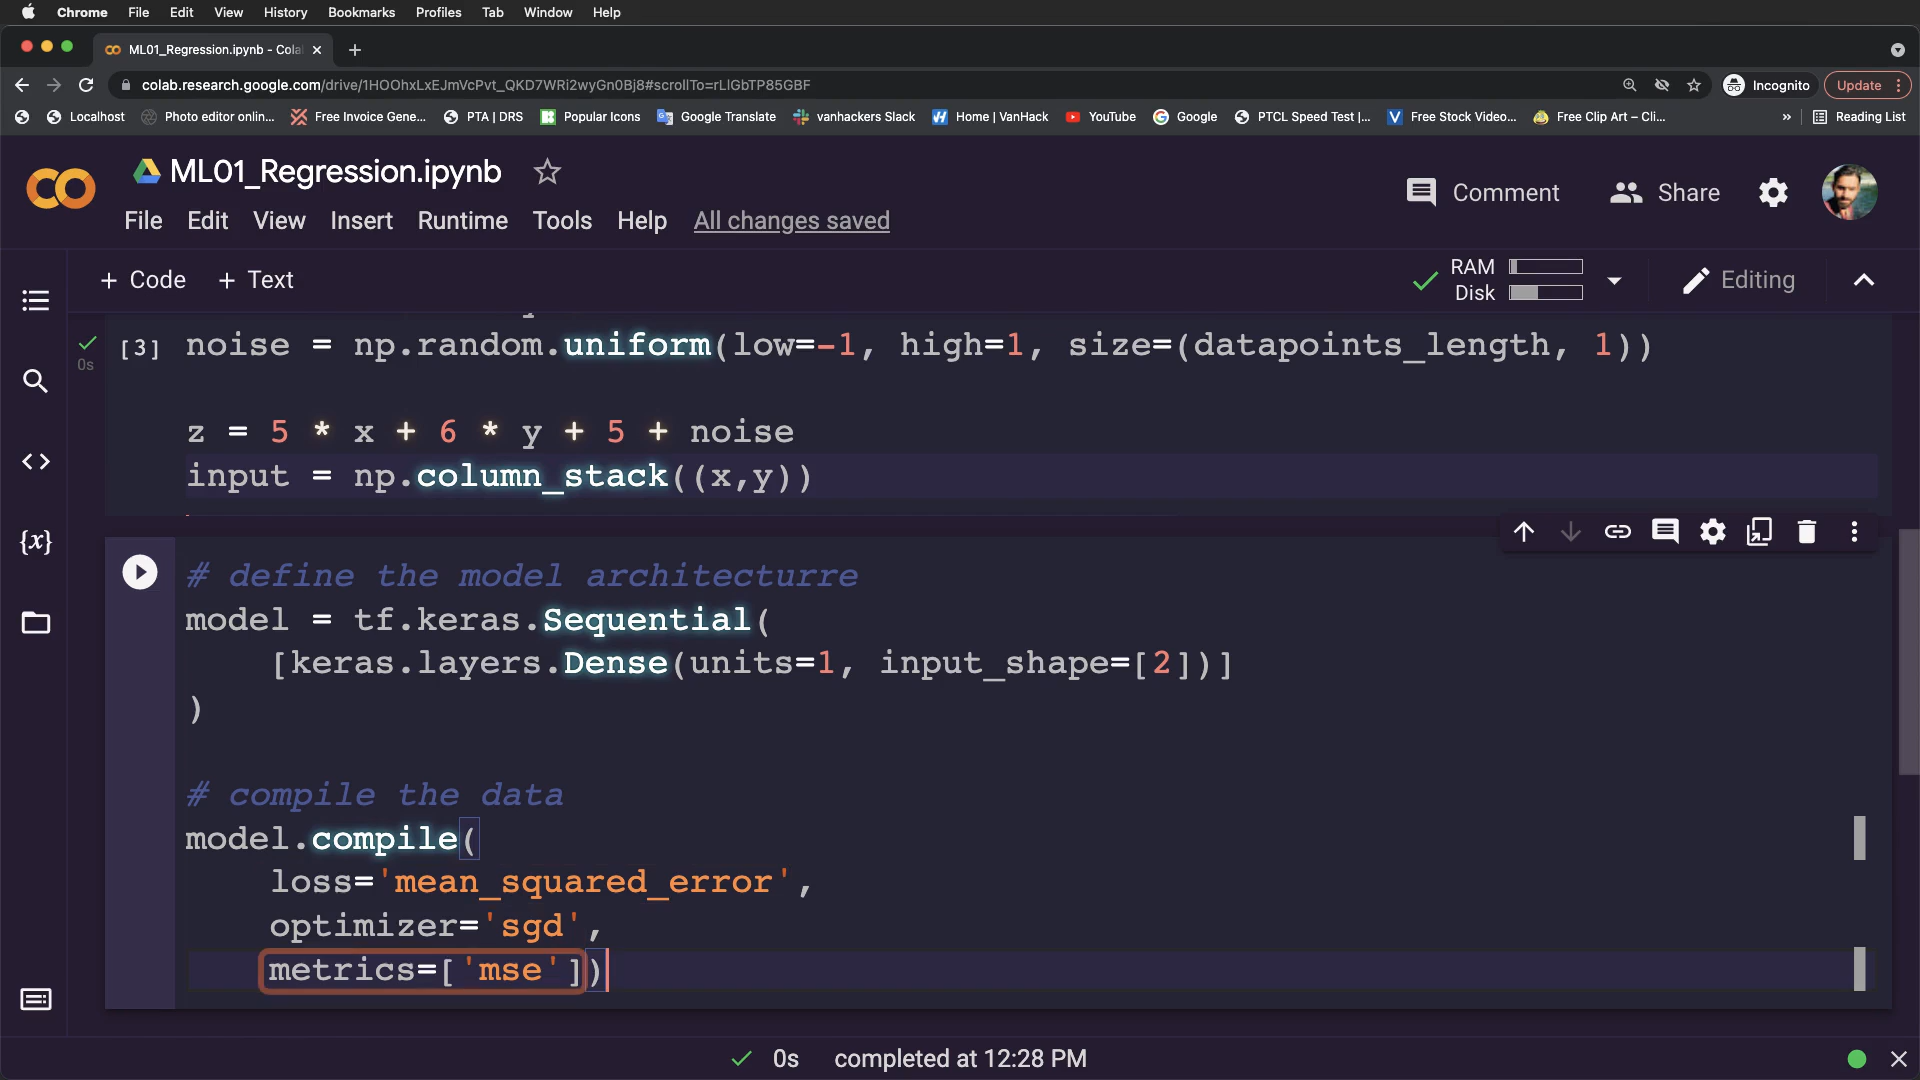 Chrome File Edit View History Bookmarks Profiles Tab Window Help
ML01_Regression.ipynb - Cola
colab.research.google.com/drive/1HOOhxLxEJmVcPvt_QKD7WRi2wyGn0Bj8#scrollTo=rLlGbTP85GBF
Incognito
Update
Localhost
Photo editor onlin...
Free Invoice Gene...
PTA | DRS
Popular Icons
Google Translate
vanhackers Slack
Home | VanHack
YouTube
Google
PTCL Speed Test |...
Free Stock Video...
Free Clip Art – Cli...
»
Reading List
ML01_Regression.ipynb
Comment
Share
File Edit View Insert Runtime Tools Help All changes saved
+ Code + Text
RAM
Disk
Editing
0s
[3]
noise = np.random.uniform(low=-1, high=1, size=(datapoints_length, 1))
z = 5 * x + 6 * y + 5 + noise
input = np.column_stack((x,y))
{x}
# define the model architecturre
model = tf.keras.Sequential(
[keras.layers.Dense(units=1, input_shape=[2])]
)
# compile the data
model.compile(
loss='mean_squared_error',
optimizer='sgd',
metrics=['mse'])
0s completed at 12:28 PM